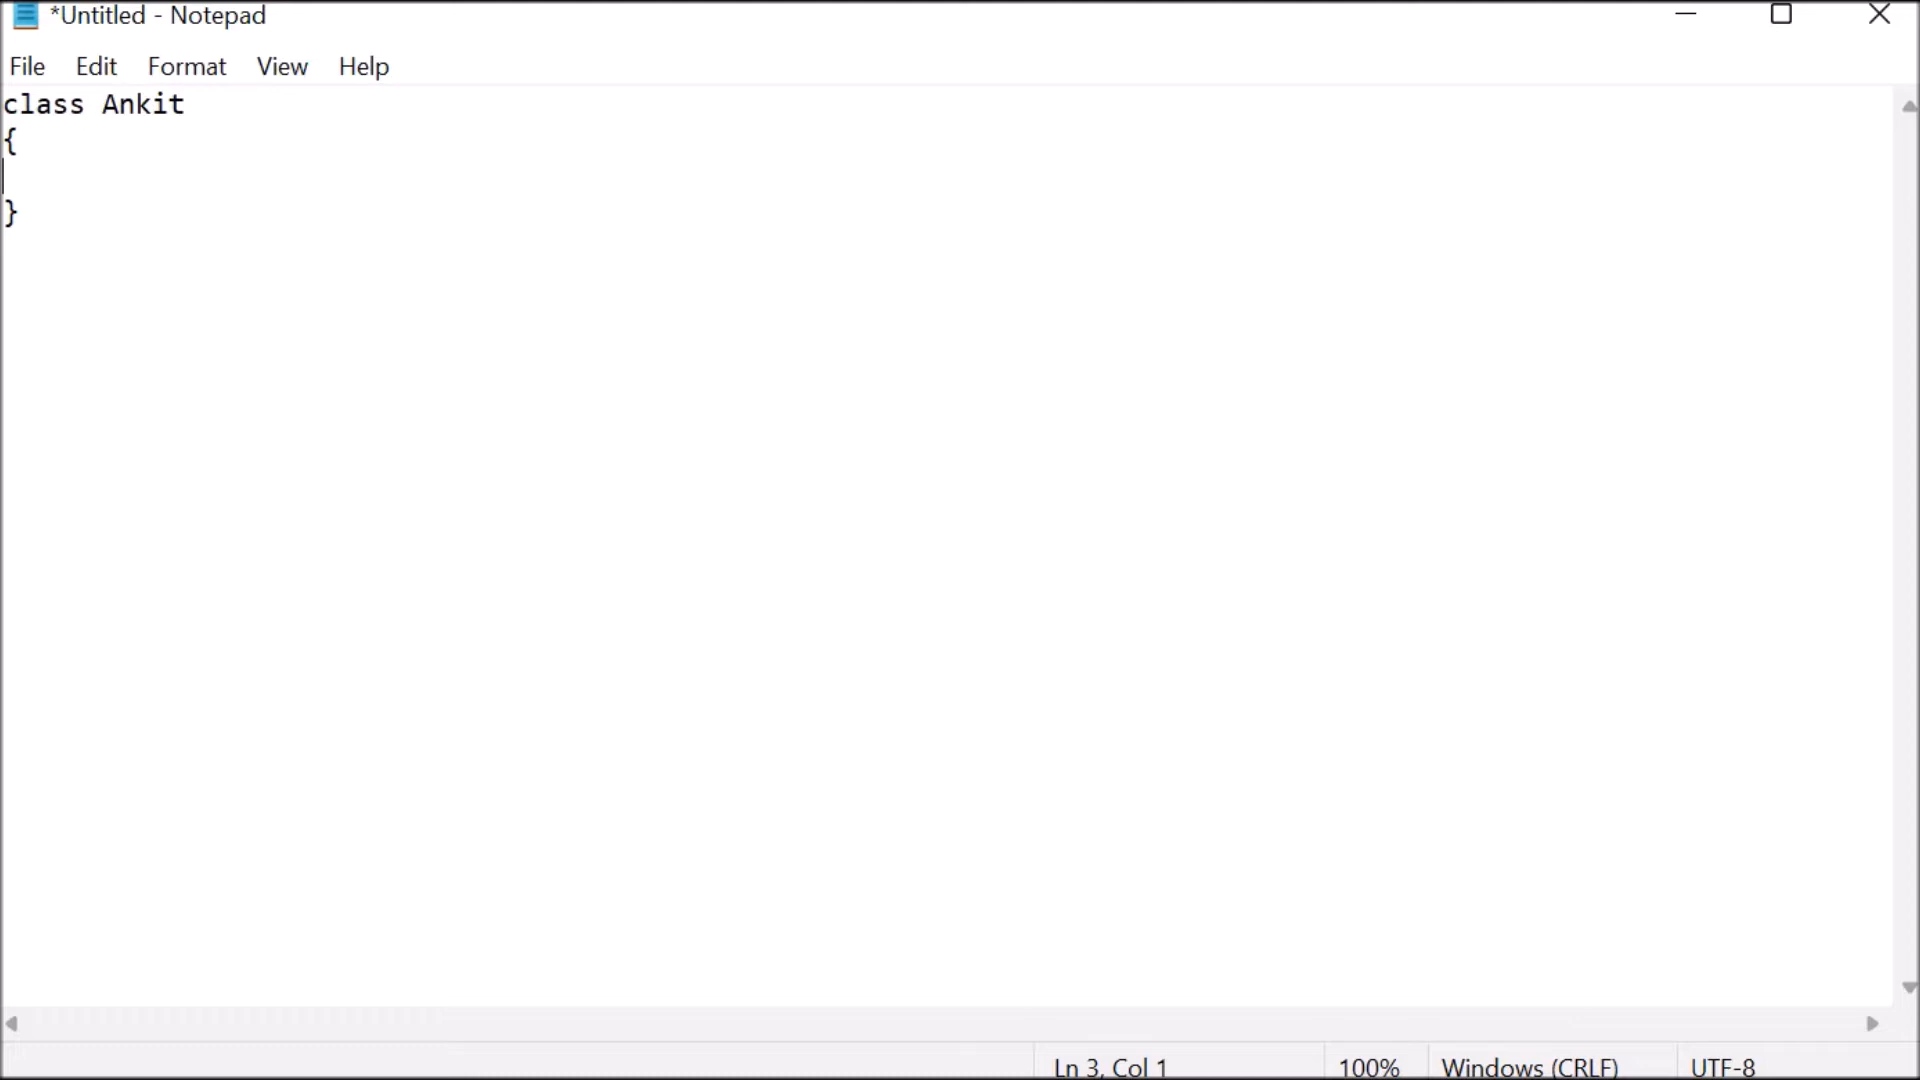 *Untitled - Notepad
File Edit Format View Help
class Ankit
{
}
Ln 3, Col 1 100% Windows (CRLF) UTF-8